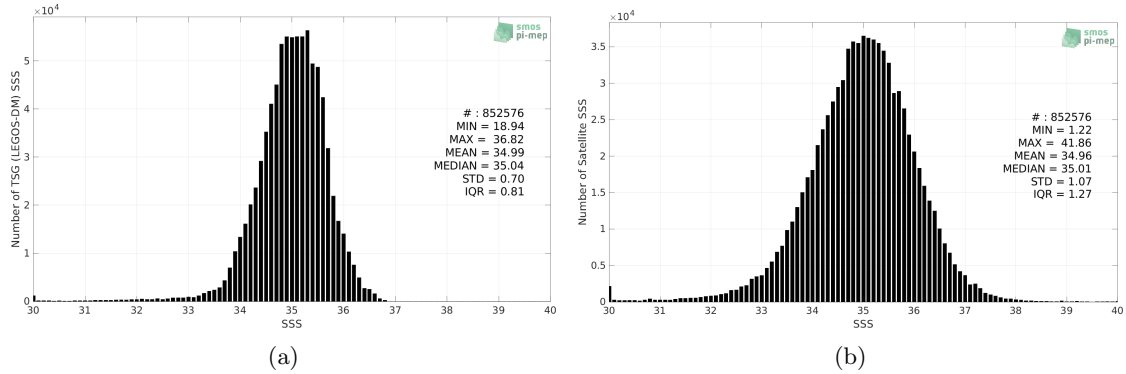 ×10⁴
smos
pi-mep
Number of TSG (LEGOS-DM) SSS
5
4
3
2
1
0
# : 852576
MIN = 18.94
MAX = 36.82
MEAN = 34.99
MEDIAN = 35.04
STD = 0.70
IQR = 0.81
30 31 32 33 34 35 36 37 38 39 40
SSS
(a)
×10⁴
smos
pi-mep
Number of Satellite SSS
3.5
3
2.5
2
1.5
1
0.5
0
# : 852576
MIN = 1.22
MAX = 41.86
MEAN = 34.96
MEDIAN = 35.01
STD = 1.07
IQR = 1.27
30 31 32 33 34 35 36 37 38 39 40
SSS
(b)